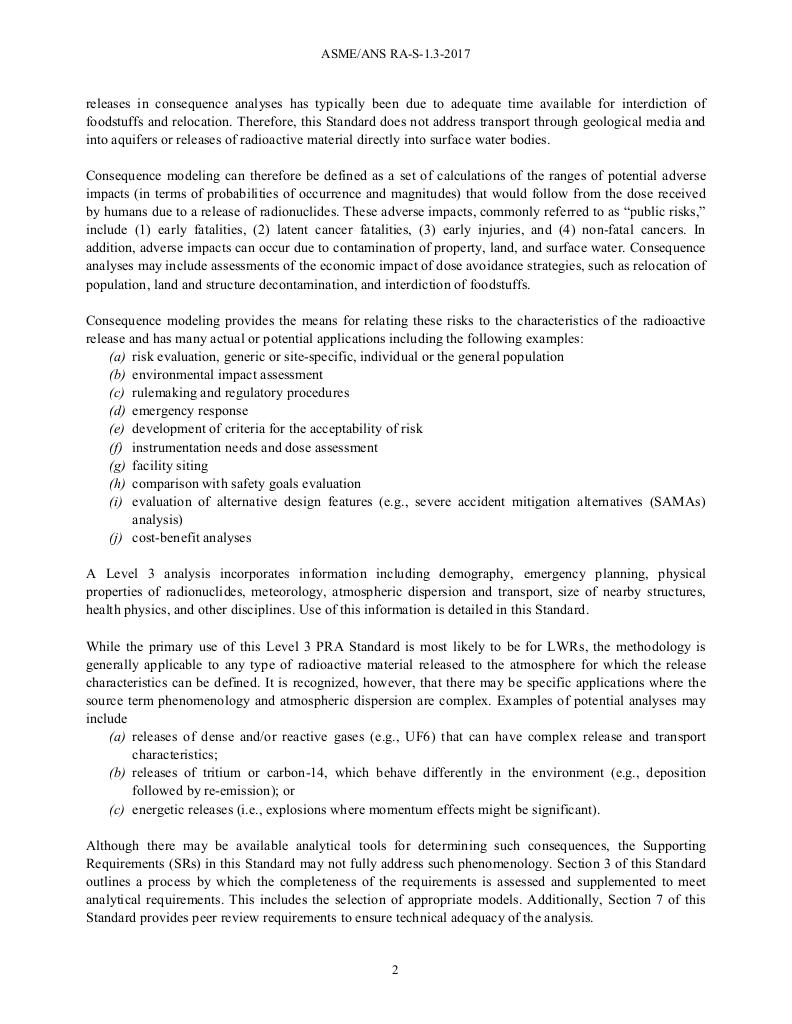 ASME/ANS RA-S-1.3-2017
releases in consequence analyses has typically been due to adequate time available for interdiction of
foodstuffs and relocation. Therefore, this Standard does not address transport through geological media and
into aquifers or releases of radioactive material directly into surface water bodies.
Consequence modeling can therefore be defined as a set of calculations of the ranges of potential adverse
impacts (in terms of probabilities of occurrence and magnitudes) that would follow from the dose received
by humans due to a release of radionuclides. These adverse impacts, commonly referred to as “public risks,”
include (1) early fatalities, (2) latent cancer fatalities, (3) early injuries, and (4) non-fatal cancers. In
addition, adverse impacts can occur due to contamination of property, land, and surface water. Consequence
analyses may include assessments of the economic impact of dose avoidance strategies, such as relocation of
population, land and structure decontamination, and interdiction of foodstuffs.
Consequence modeling provides the means for relating these risks to the characteristics of the radioactive
release and has many actual or potential applications including the following examples:
(a) risk evaluation, generic or site-specific, individual or the general population
(b) environmental impact assessment
(c) rulemaking and regulatory procedures
(d) emergency response
(e) development of criteria for the acceptability of risk
(f) instrumentation needs and dose assessment
(g) facility siting
(h) comparison with safety goals evaluation
(i) evaluation of alternative design features (e.g., severe accident mitigation alternatives (SAMAs)
analysis)
(j) cost-benefit analyses
A Level 3 analysis incorporates information including demography, emergency planning, physical
properties of radionuclides, meteorology, atmospheric dispersion and transport, size of nearby structures,
health physics, and other disciplines. Use of this information is detailed in this Standard.
While the primary use of this Level 3 PRA Standard is most likely to be for LWRs, the methodology is
generally applicable to any type of radioactive material released to the atmosphere for which the release
characteristics can be defined. It is recognized, however, that there may be specific applications where the
source term phenomenology and atmospheric dispersion are complex. Examples of potential analyses may
include
(a) releases of dense and/or reactive gases (e.g., UF6) that can have complex release and transport
characteristics;
(b) releases of tritium or carbon-14, which behave differently in the environment (e.g., deposition
followed by re-emission); or
(c) energetic releases (i.e., explosions where momentum effects might be significant).
Although there may be available analytical tools for determining such consequences, the Supporting
Requirements (SRs) in this Standard may not fully address such phenomenology. Section 3 of this Standard
outlines a process by which the completeness of the requirements is assessed and supplemented to meet
analytical requirements. This includes the selection of appropriate models. Additionally, Section 7 of this
Standard provides peer review requirements to ensure technical adequacy of the analysis.
2